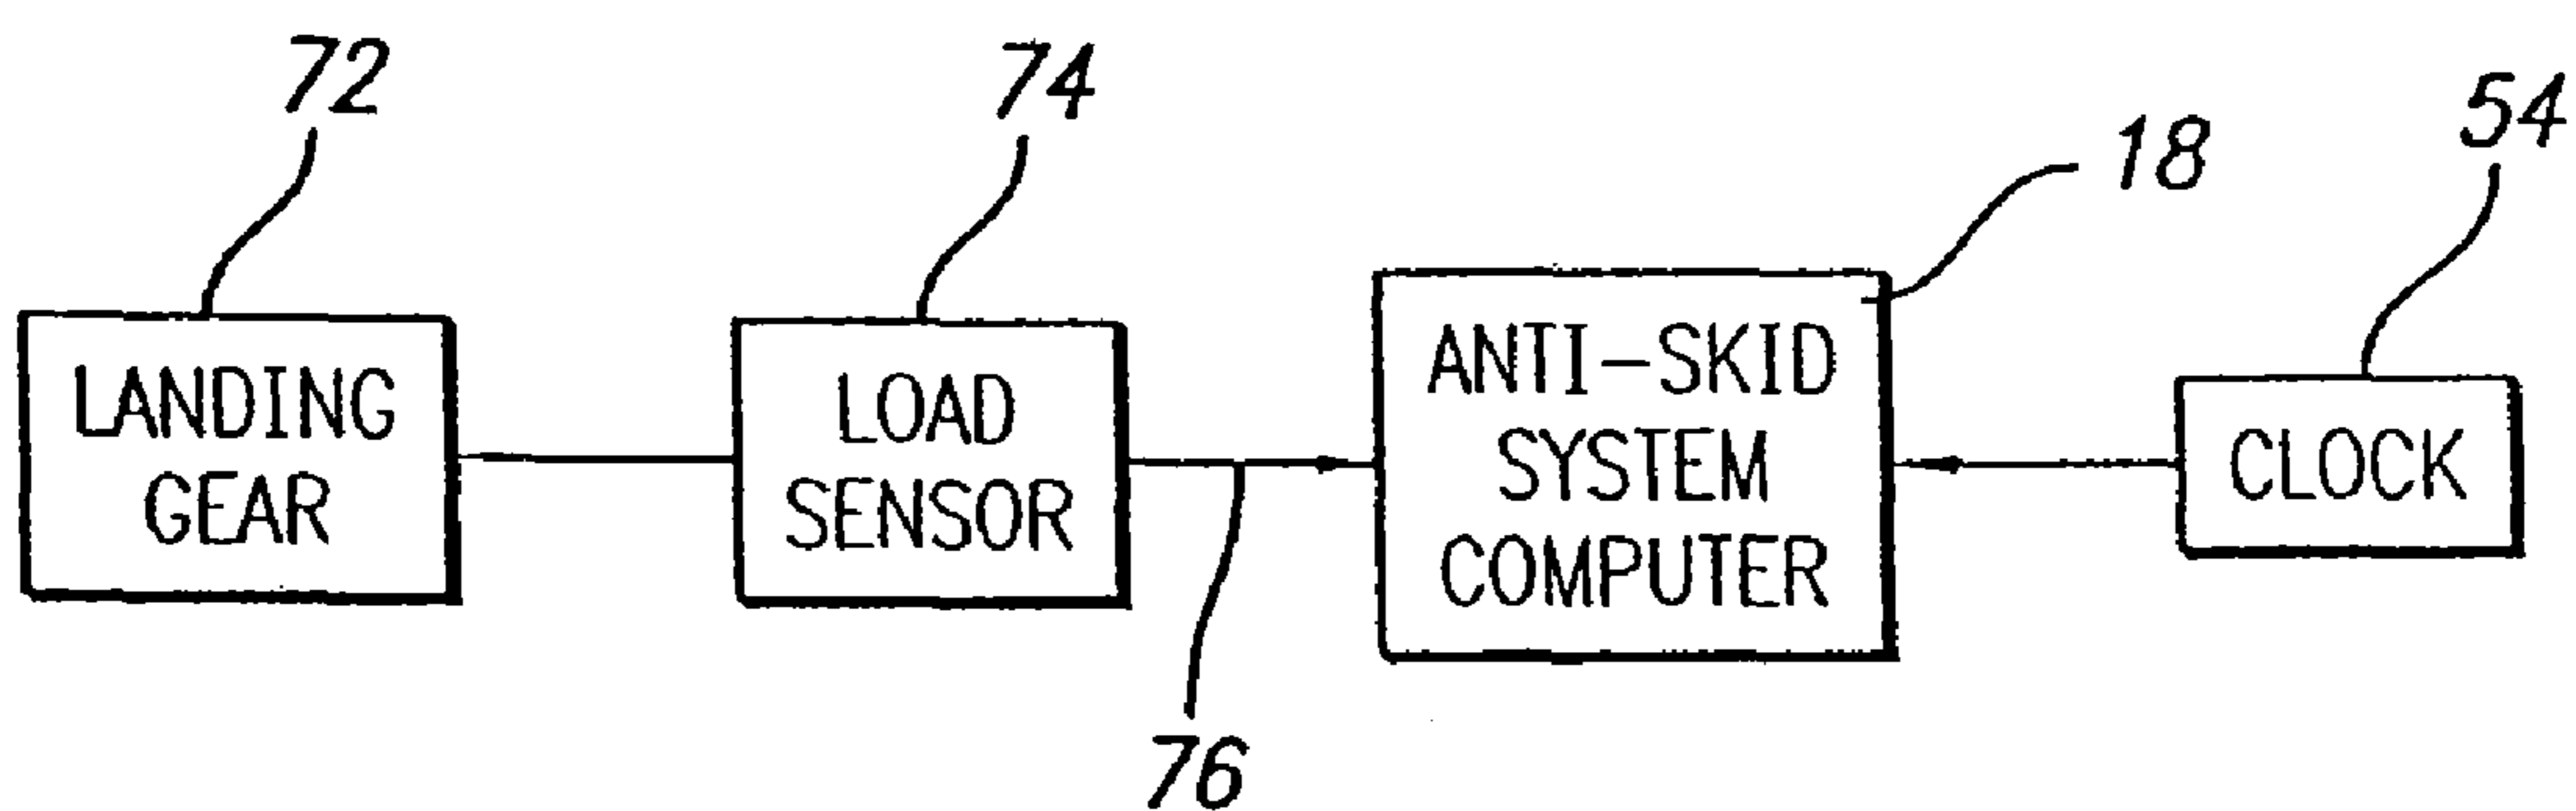 72
74
18
54
LANDING
GEAR
LOAD
SENSOR
ANTI-SKID
SYSTEM
COMPUTER
CLOCK
76